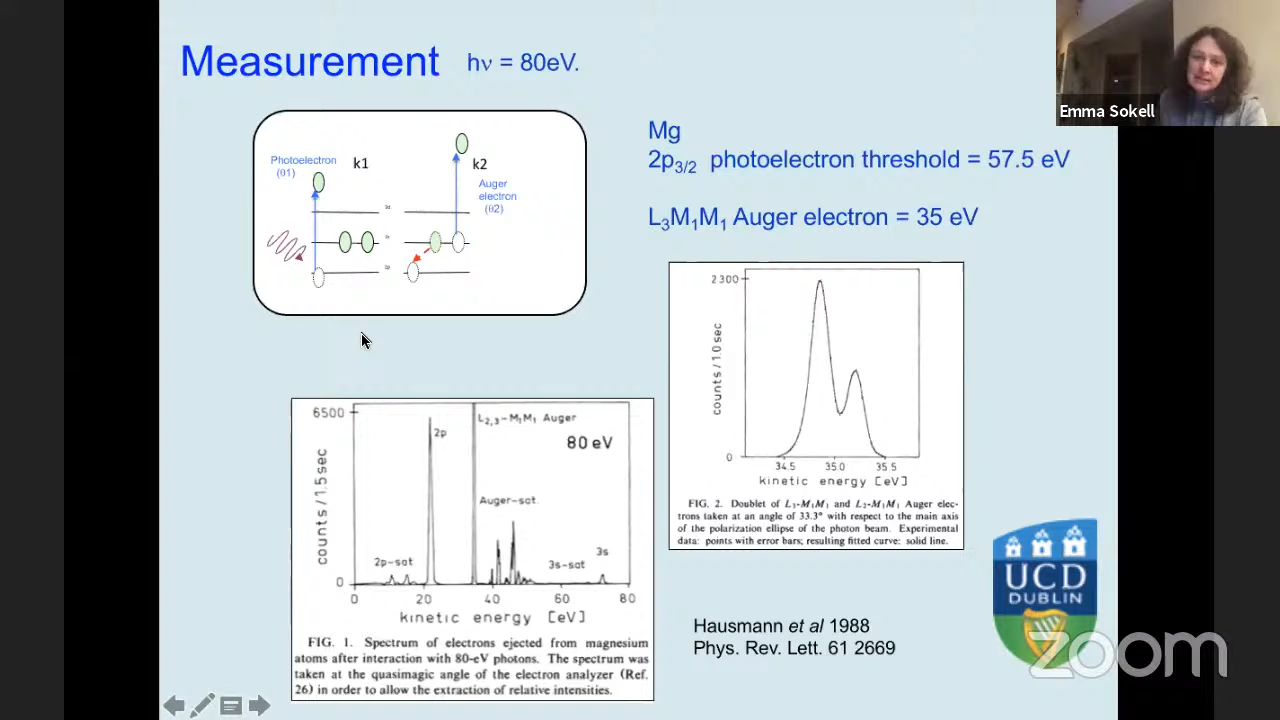 Measurement hν = 80eV.
Emma Sokell
Photoelectron
(θ1)
k1
k2
Auger
electron
(θ2)
Mg
2p3/2 photoelectron threshold = 57.5 eV
L3M1M1 Auger electron = 35 eV
2300
counts / 1.0 sec
0
34.5 35.0 35.5
kinetic energy [eV]
FIG. 2. Doublet of L3-M1M1 and L2-M1M1 Auger elec-
trons taken at an angle of 33.3° with respect to the main axis
of the polarization ellipse of the photon beam. Experimental
data: points with error bars; resulting fitted curve: solid line.
6500
counts / 1.5 sec
0
2p
L2,3-M1M1 Auger
80 eV
Auger-sat.
2p-sat
3s-sat
3s
0 20 40 60 80
kinetic energy [eV]
FIG. 1. Spectrum of electrons ejected from magnesium
atoms after interaction with 80-eV photons. The spectrum was
taken at the quasimagic angle of the electron analyzer (Ref.
26) in order to allow the extraction of relative intensities.
Hausmann et al 1988
Phys. Rev. Lett. 61 2669
UCD
DUBLIN
zoom